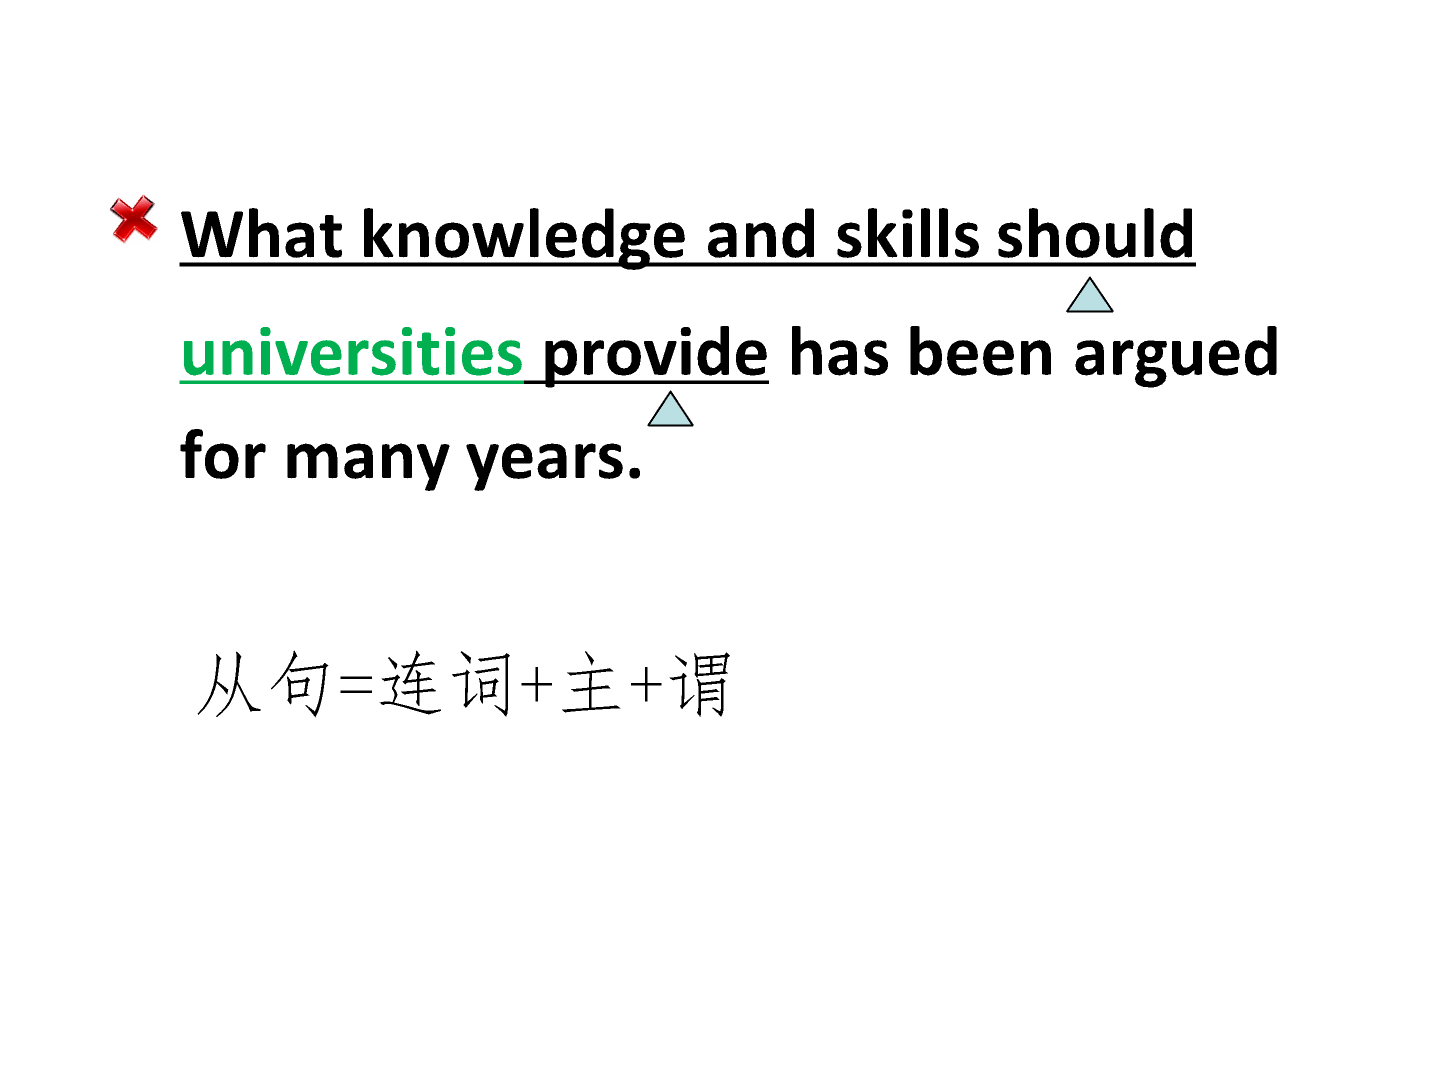 What knowledge and skills should
universities provide has been argued
for many years.
从句=连词+主+谓